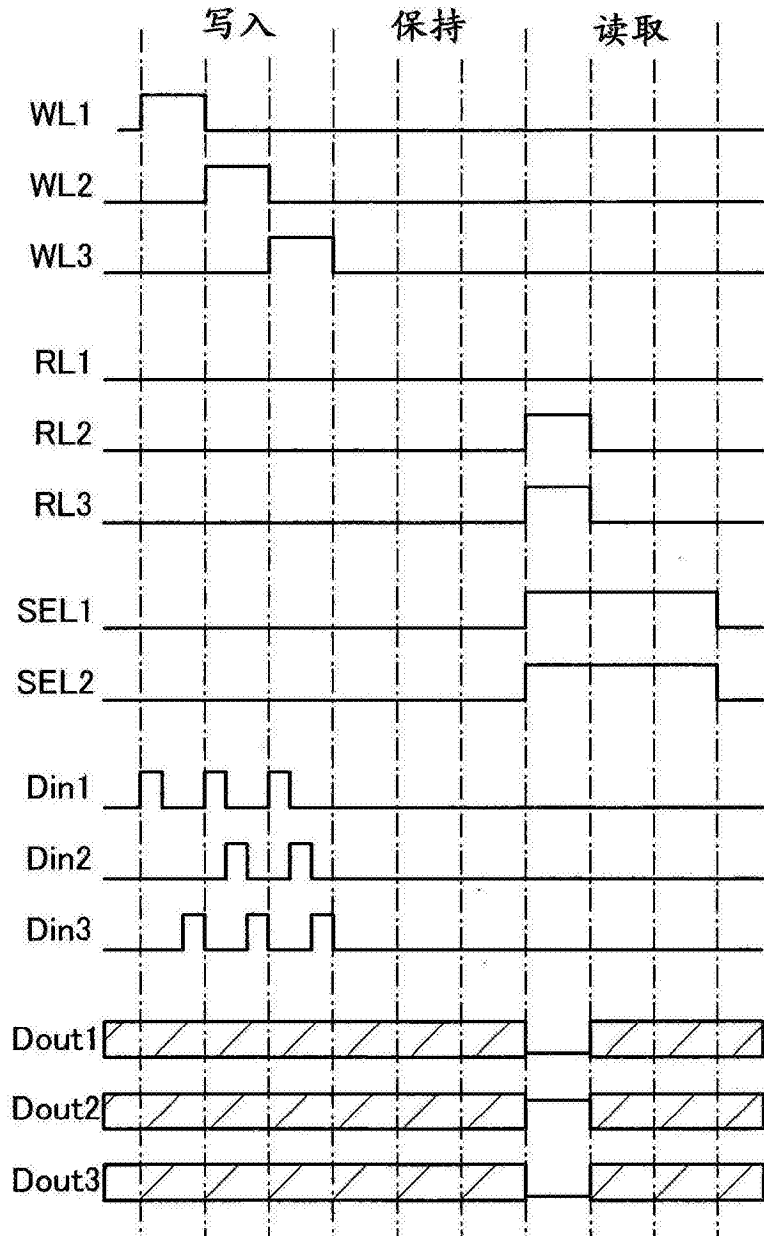 写入 保持 读取
WL1
WL2
WL3
RL1
RL2
RL3
SEL1
SEL2
Din1
Din2
Din3
Dout1
Dout2
Dout3